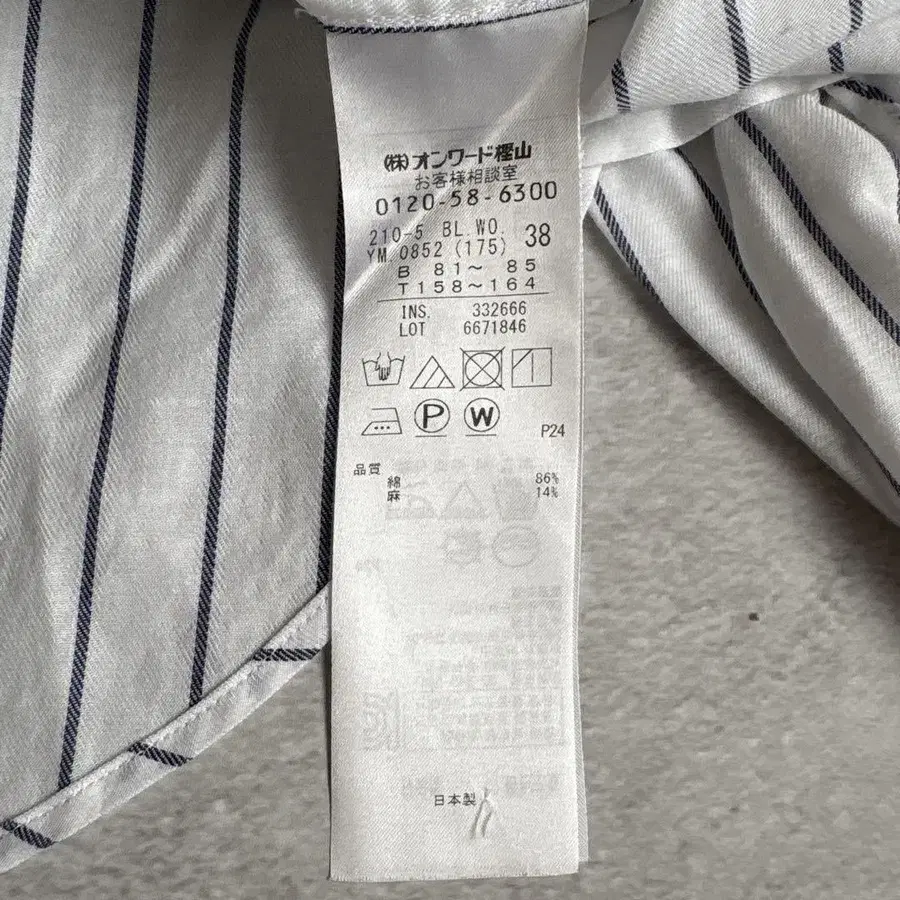 (株)オンワード樫山
お客様相談室
0120-58-6300
210-5 BL.WO. 38
YM 0852 (175)
B 81～ 85
T158～164
INS. 332666
LOT 6671846
P W
P24
品質
綿 86%
麻 14%
日本製